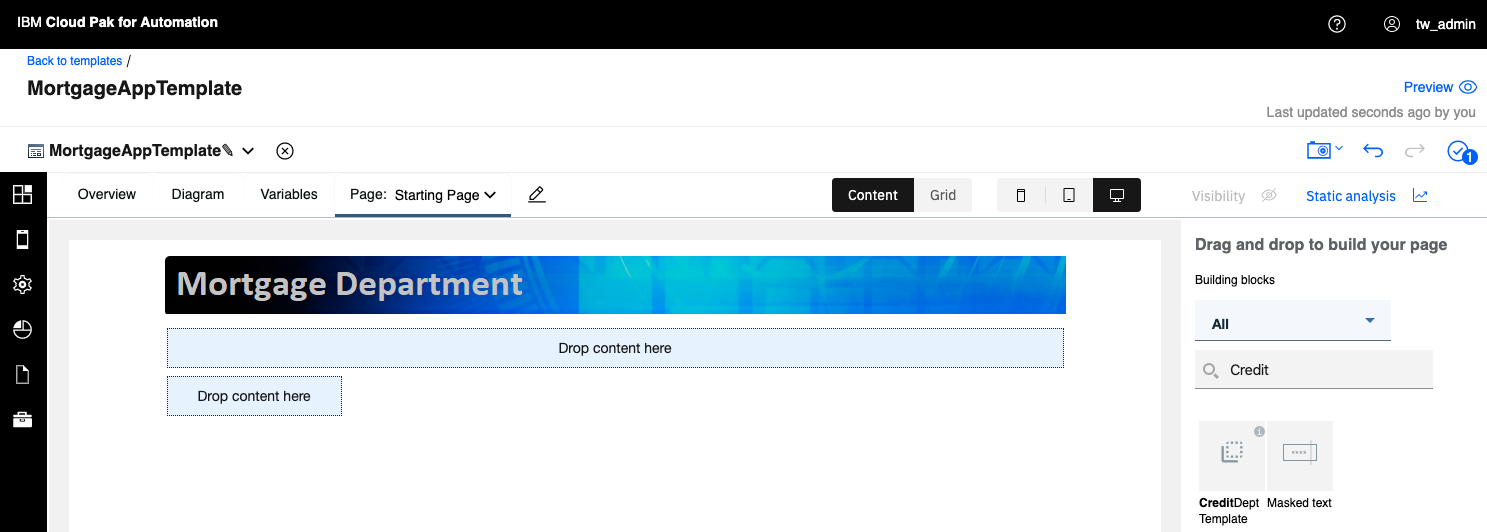 IBM Cloud Pak for Automation
tw_admin
Back to templates /
MortgageAppTemplate
Preview
Last updated seconds ago by you
MortgageAppTemplate
1
Overview Diagram Variables Page: Starting Page
Content Grid
Visibility Static analysis
Mortgage Department
Drop content here
Drop content here
Drag and drop to build your page
Building blocks
All
Credit
CreditDept Template
Masked text